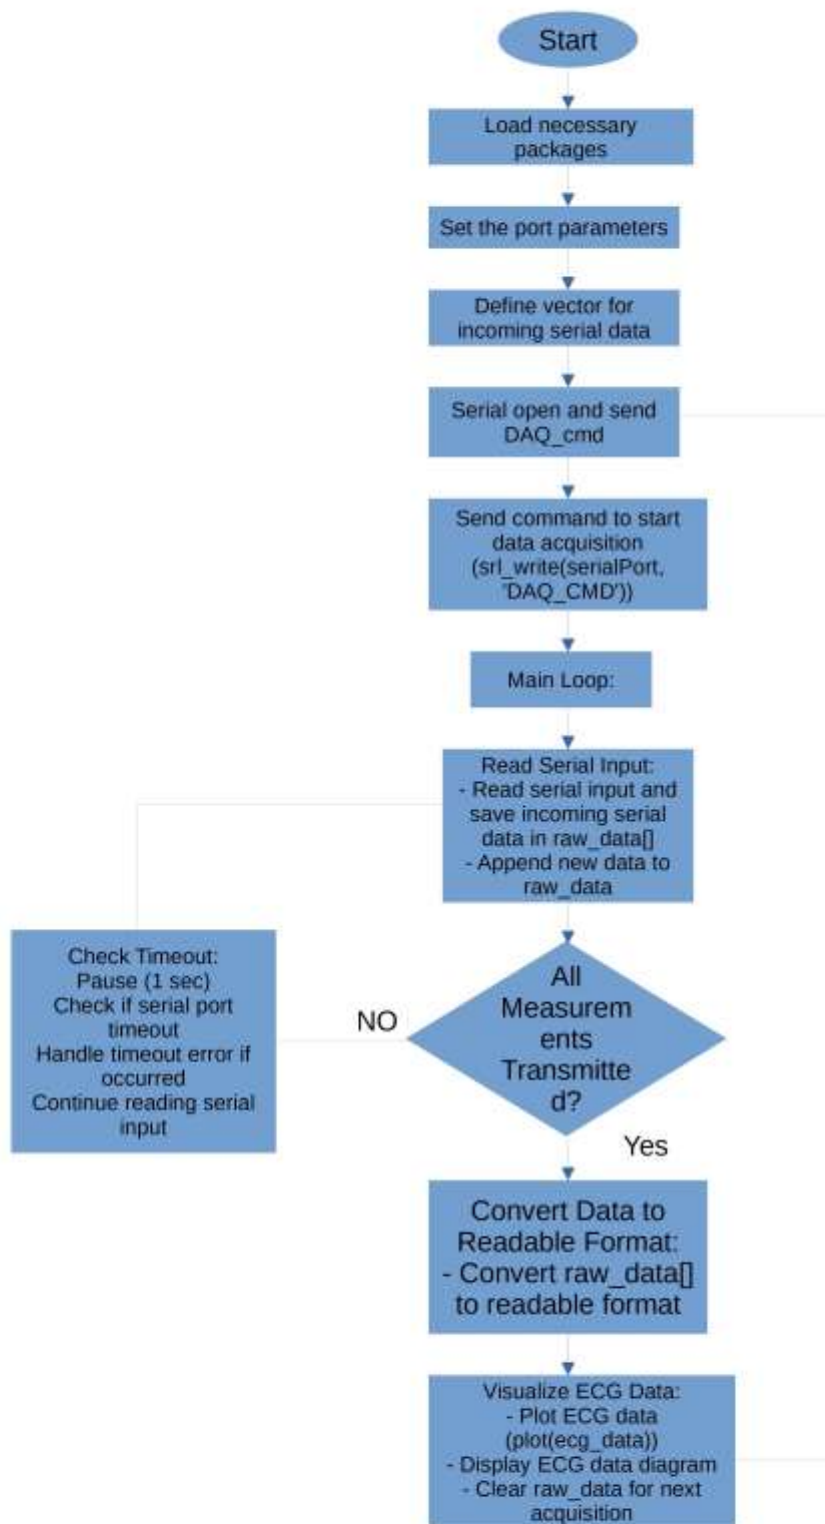 Start
Load necessary
packages
Set the port parameters
Define vector for
incoming serial data
Serial open and send
DAQ_cmd
Send command to start
data acquisition
(srl_write(serialPort,
'DAQ_CMD'))
Main Loop:
Read Serial Input:
- Read serial input and
save incoming serial
data in raw_data[]
- Append new data to
raw_data
Check Timeout:
Pause (1 sec)
Check if serial port
timeout
Handle timeout error if
occurred
Continue reading serial
input
NO
All
Measurem
ents
Transmitte
d?
Yes
Convert Data to
Readable Format:
- Convert raw_data[]
to readable format
Visualize ECG Data:
- Plot ECG data
(plot(ecg_data))
- Display ECG data diagram
- Clear raw_data for next
acquisition